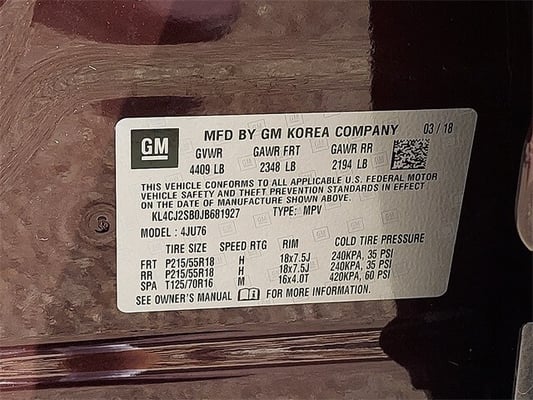 GM MFD BY GM KOREA COMPANY 03/18
GVWR GAWR FRT GAWR RR
4409 LB 2348 LB 2194 LB
THIS VEHICLE CONFORMS TO ALL APPLICABLE U.S. FEDERAL MOTOR
VEHICLE SAFETY AND THEFT PREVENTION STANDARDS IN EFFECT
ON THE DATE OF MANUFACTURE SHOWN ABOVE.
KL4CJ2SB0JB681927 TYPE: MPV
MODEL: 4JU76
TIRE SIZE SPEED RTG RIM COLD TIRE PRESSURE
FRT P215/55R18 H 18x7.5J 240KPA, 35 PSI
RR P215/55R18 H 18x7.5J 240KPA, 35 PSI
SPA T125/70R16 M 16x4.0T 420KPA, 60 PSI
SEE OWNER'S MANUAL FOR MORE INFORMATION.